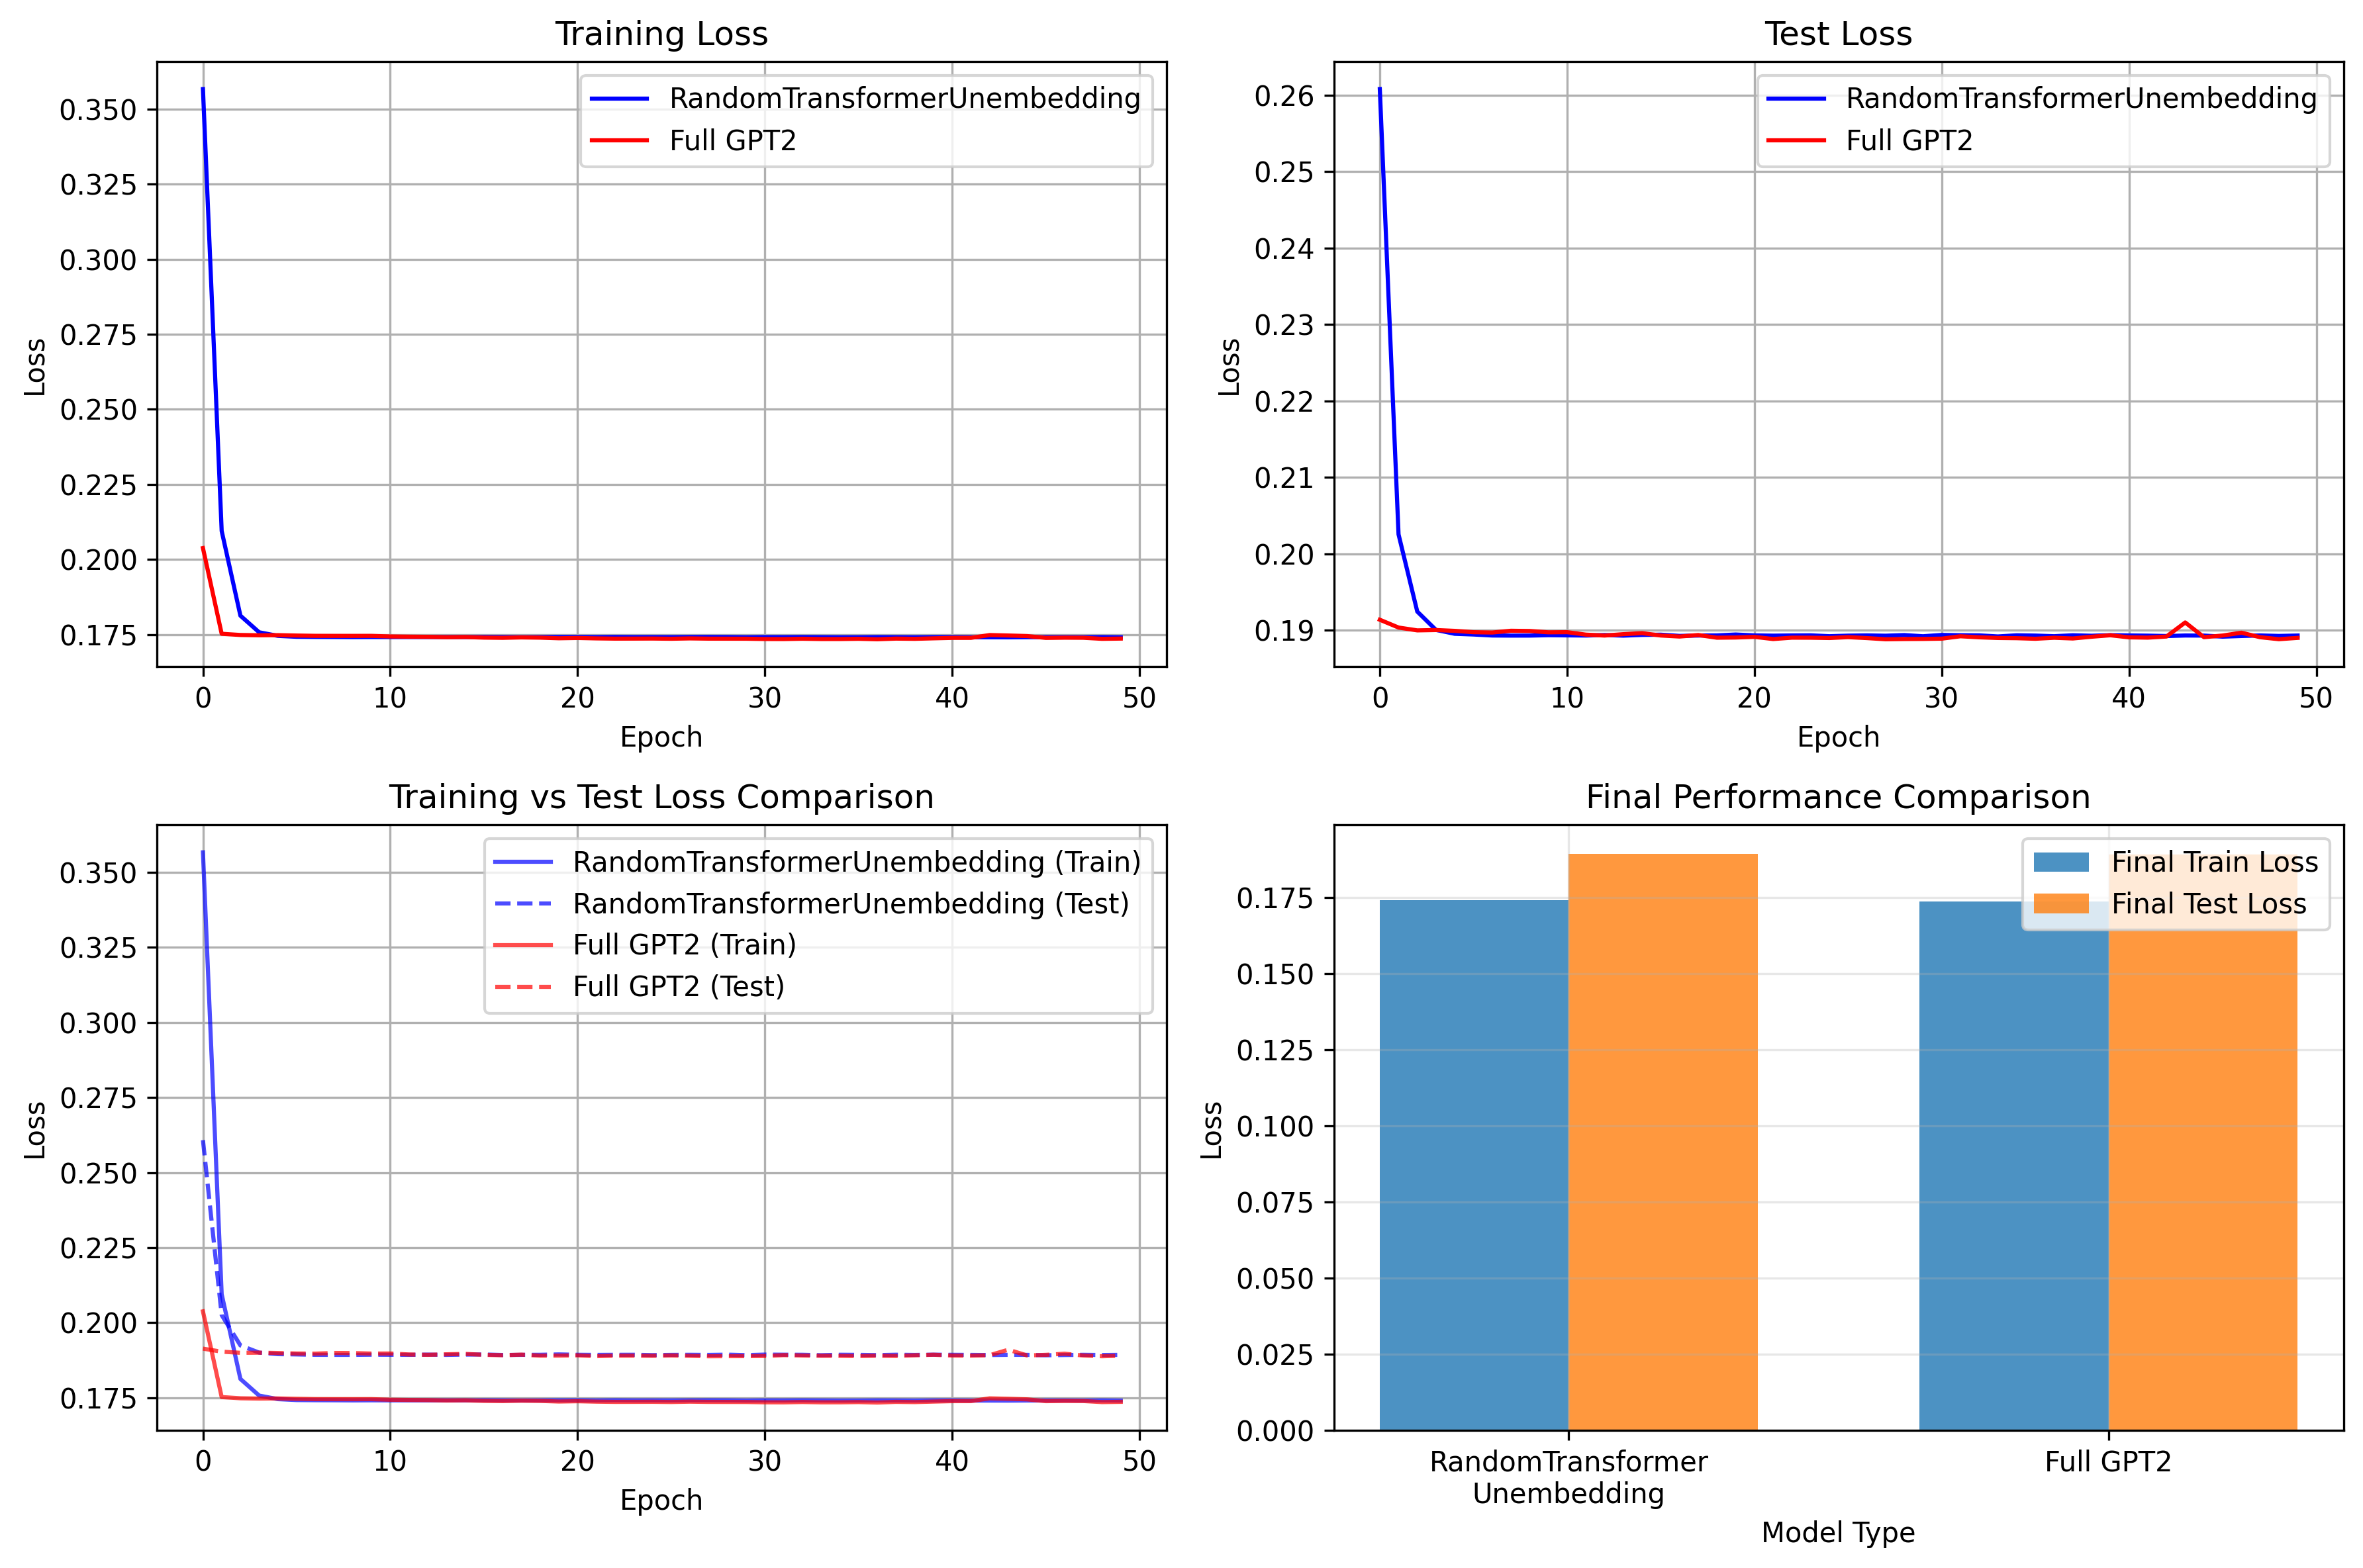 Training Loss
RandomTransformerUnembedding
Full GPT2
0.350
0.325
0.300
0.275
0.250
0.225
0.200
0.175
Loss
0 10 20 30 40 50
Epoch
Test Loss
RandomTransformerUnembedding
Full GPT2
0.26
0.25
0.24
0.23
0.22
0.21
0.20
0.19
Loss
0 10 20 30 40 50
Epoch
Training vs Test Loss Comparison
RandomTransformerUnembedding (Train)
RandomTransformerUnembedding (Test)
Full GPT2 (Train)
Full GPT2 (Test)
0.350
0.325
0.300
0.275
0.250
0.225
0.200
0.175
Loss
0 10 20 30 40 50
Epoch
Final Performance Comparison
Final Train Loss
Final Test Loss
0.175
0.150
0.125
0.100
0.075
0.050
0.025
0.000
Loss
RandomTransformer
Unembedding
Full GPT2
Model Type